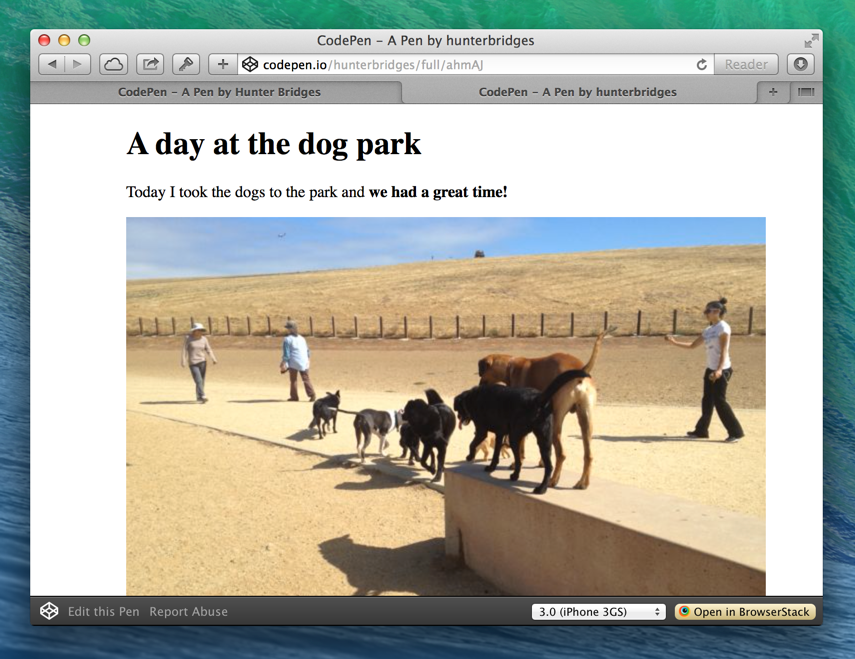 CodePen – A Pen by hunterbridges
codepen.io/hunterbridges/full/ahmAJ
Reader
CodePen – A Pen by Hunter Bridges
CodePen – A Pen by hunterbridges
A day at the dog park
Today I took the dogs to the park and we had a great time!
Edit this Pen Report Abuse
3.0 (iPhone 3GS)
Open in BrowserStack